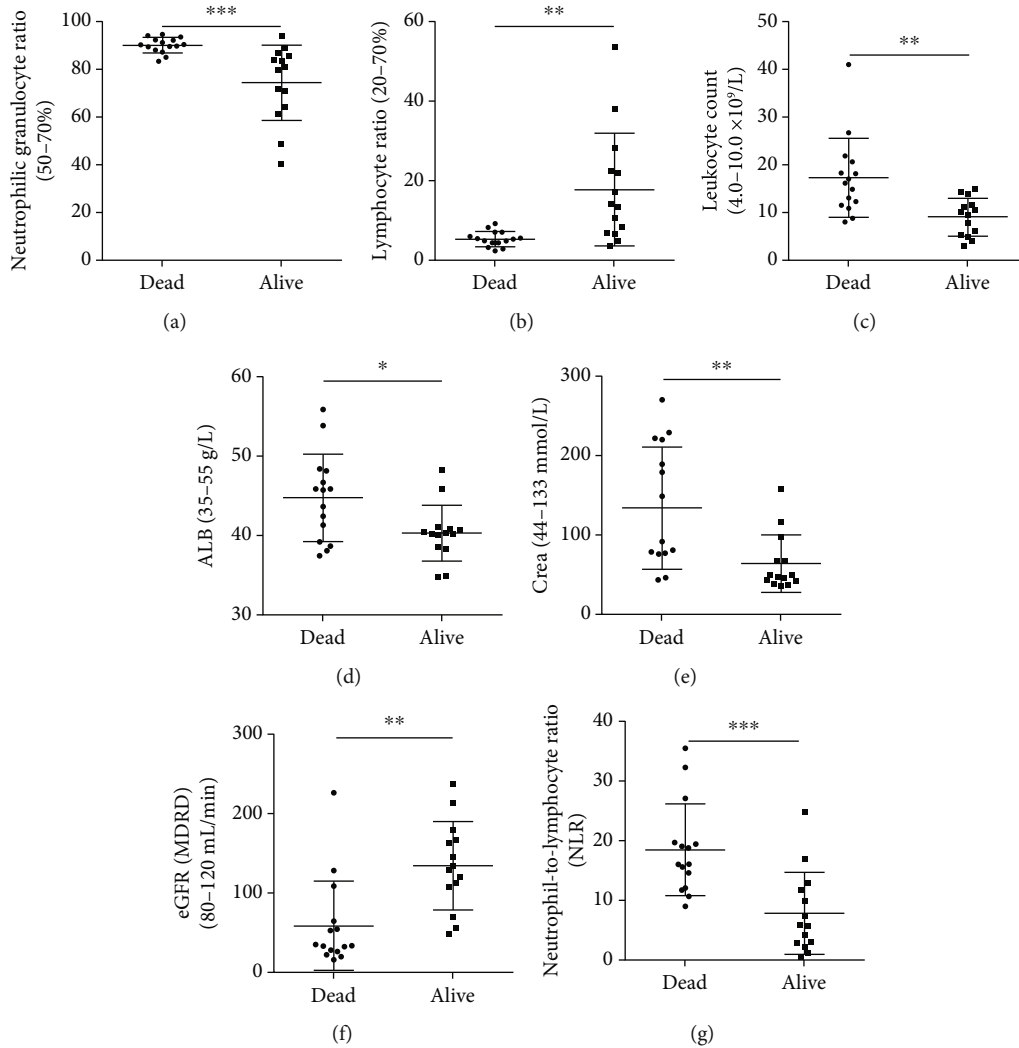 ***
Neutrophilic granulocyte ratio
(50–70%)
100
80
60
40
20
0
Dead
Alive
(a)
**
Lymphocyte ratio (20–70%)
60
40
20
0
Dead
Alive
(b)
**
Leukocyte count
(4.0–10.0 ×10⁹/L)
50
40
30
20
10
0
Dead
Alive
(c)
*
ALB (35–55 g/L)
60
50
40
30
Dead
Alive
(d)
**
Crea (44–133 mmol/L)
300
200
100
0
Dead
Alive
(e)
**
eGFR (MDRD)
(80–120 mL/min)
300
200
100
0
Dead
Alive
(f)
***
Neutrophil-to-lymphocyte ratio
(NLR)
40
30
20
10
0
Dead
Alive
(g)